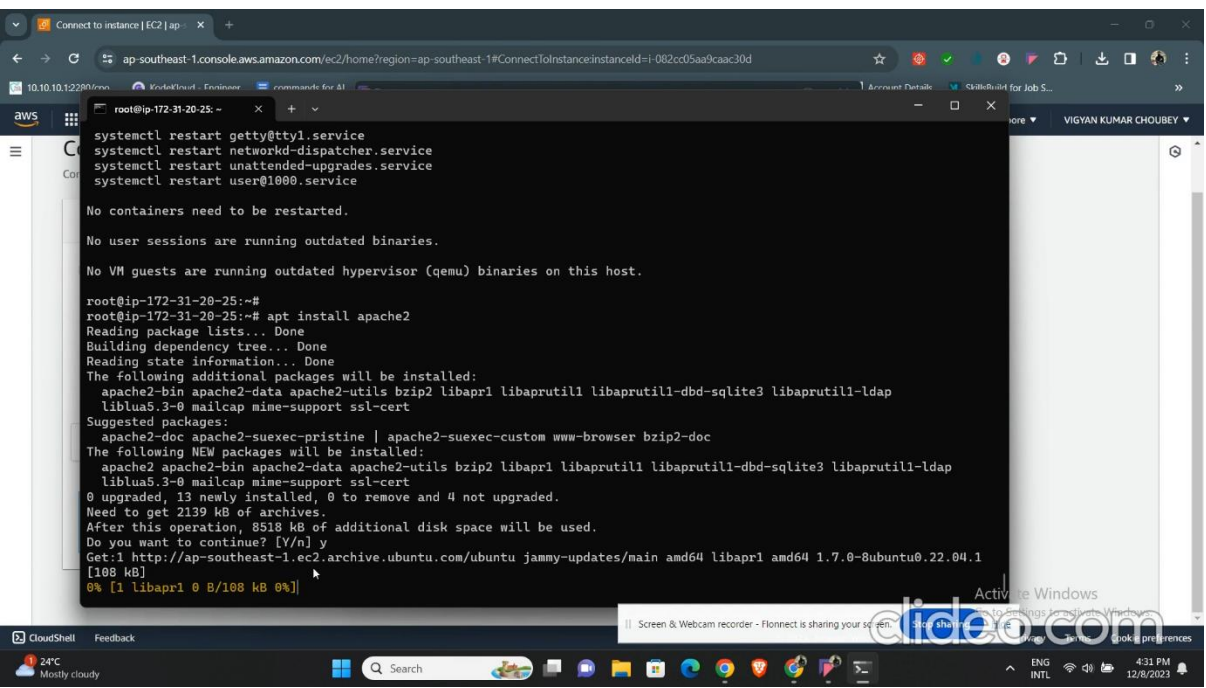 Connect to instance | EC2 | ap-
ap-southeast-1.console.aws.amazon.com/ec2/home?region=ap-southeast-1#ConnectToInstance:instanceId=i-082cc05aa9caac30d
10.10.10.1:2280/cpo KodeKloud - Engineer commands for AI Account Details SkillsBuild for Job S...
aws VIGYAN KUMAR CHOUBEY
root@ip-172-31-20-25: ~
systemctl restart getty@tty1.service
systemctl restart networkd-dispatcher.service
systemctl restart unattended-upgrades.service
systemctl restart user@1000.service
No containers need to be restarted.
No user sessions are running outdated binaries.
No VM guests are running outdated hypervisor (qemu) binaries on this host.
root@ip-172-31-20-25:~#
root@ip-172-31-20-25:~# apt install apache2
Reading package lists... Done
Building dependency tree... Done
Reading state information... Done
The following additional packages will be installed:
apache2-bin apache2-data apache2-utils bzip2 libapr1 libaprutil1 libaprutil1-dbd-sqlite3 libaprutil1-ldap
liblua5.3-0 mailcap mime-support ssl-cert
Suggested packages:
apache2-doc apache2-suexec-pristine | apache2-suexec-custom www-browser bzip2-doc
The following NEW packages will be installed:
apache2 apache2-bin apache2-data apache2-utils bzip2 libapr1 libaprutil1 libaprutil1-dbd-sqlite3 libaprutil1-ldap
liblua5.3-0 mailcap mime-support ssl-cert
0 upgraded, 13 newly installed, 0 to remove and 4 not upgraded.
Need to get 2139 kB of archives.
After this operation, 8518 kB of additional disk space will be used.
Do you want to continue? [Y/n] y
Get:1 http://ap-southeast-1.ec2.archive.ubuntu.com/ubuntu jammy-updates/main amd64 libapr1 amd64 1.7.0-8ubuntu0.22.04.1
[108 kB]
0% [1 libapr1 0 B/108 kB 0%]
Activate Windows
Go to Settings to activate Windows.
Screen & Webcam recorder - Flonnect is sharing your screen. Stop sharing Hide
clideo.com
CloudShell Feedback Privacy Terms Cookie preferences
24°C
Mostly cloudy
Search
ENG
INTL
4:31 PM
12/8/2023